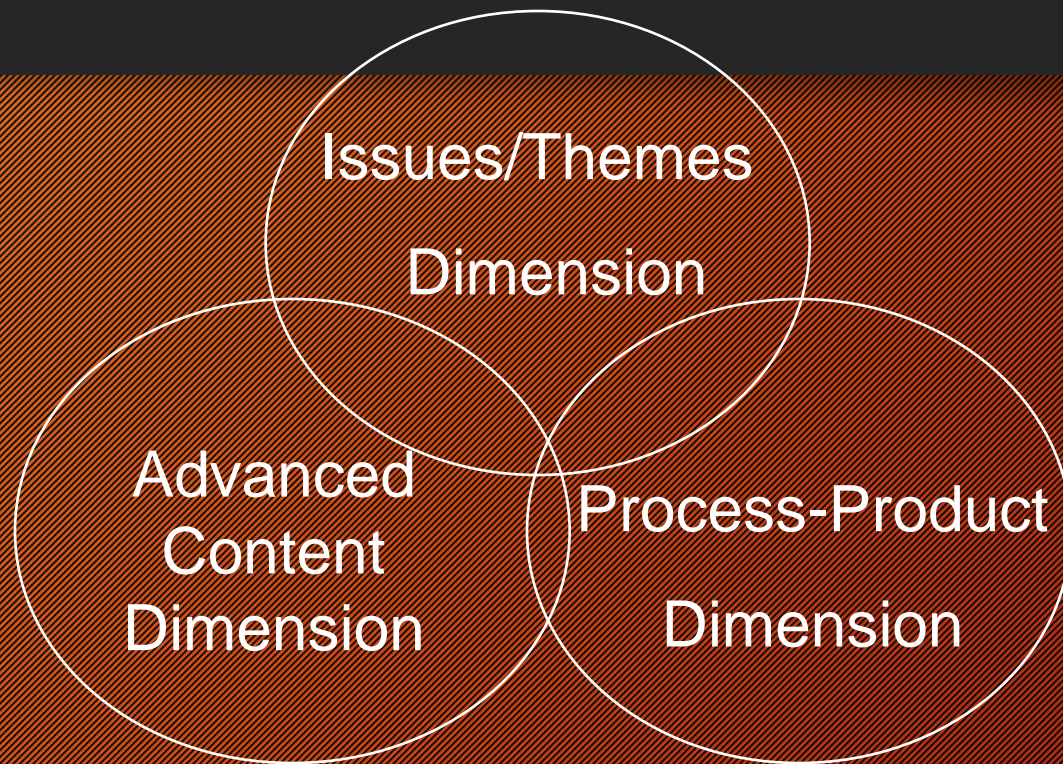 Issues/Themes
Dimension
Advanced
Content
Dimension
Process-Product
Dimension